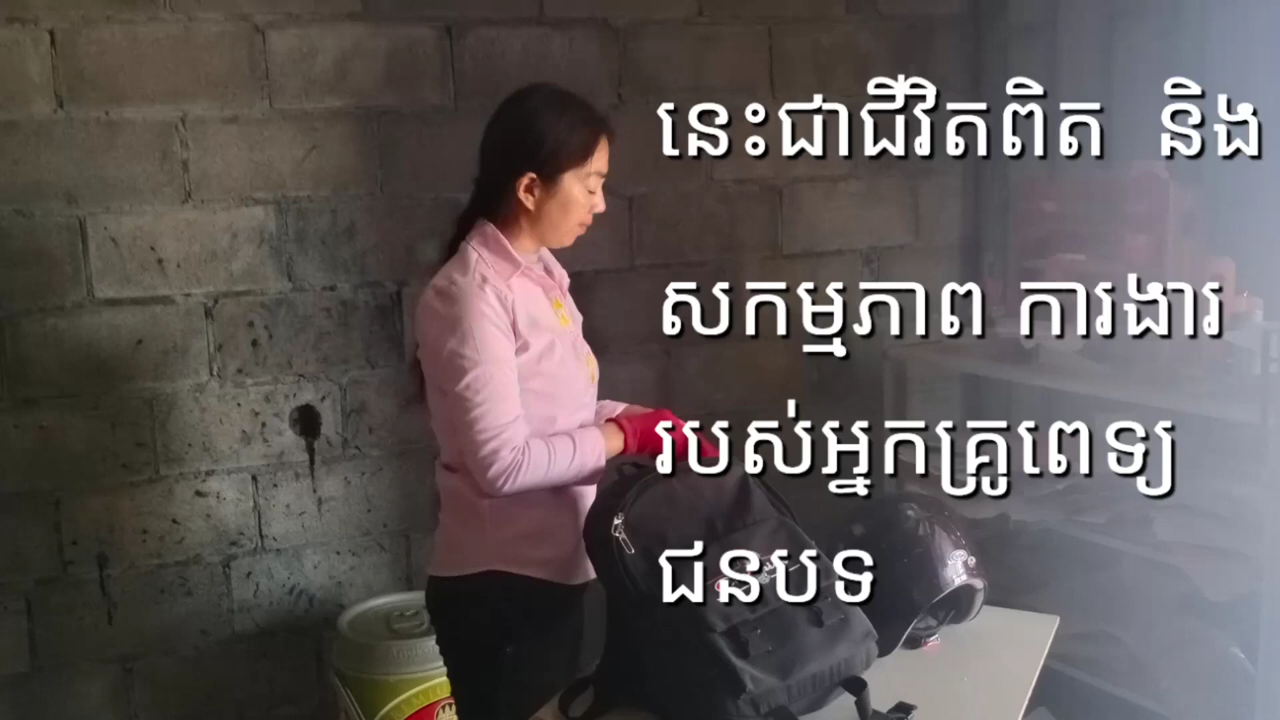 នេះជាជីវិតពិត និង
សកម្មភាព ការងារ
របស់អ្នកគ្រូពេទ្យ
ជនបទ